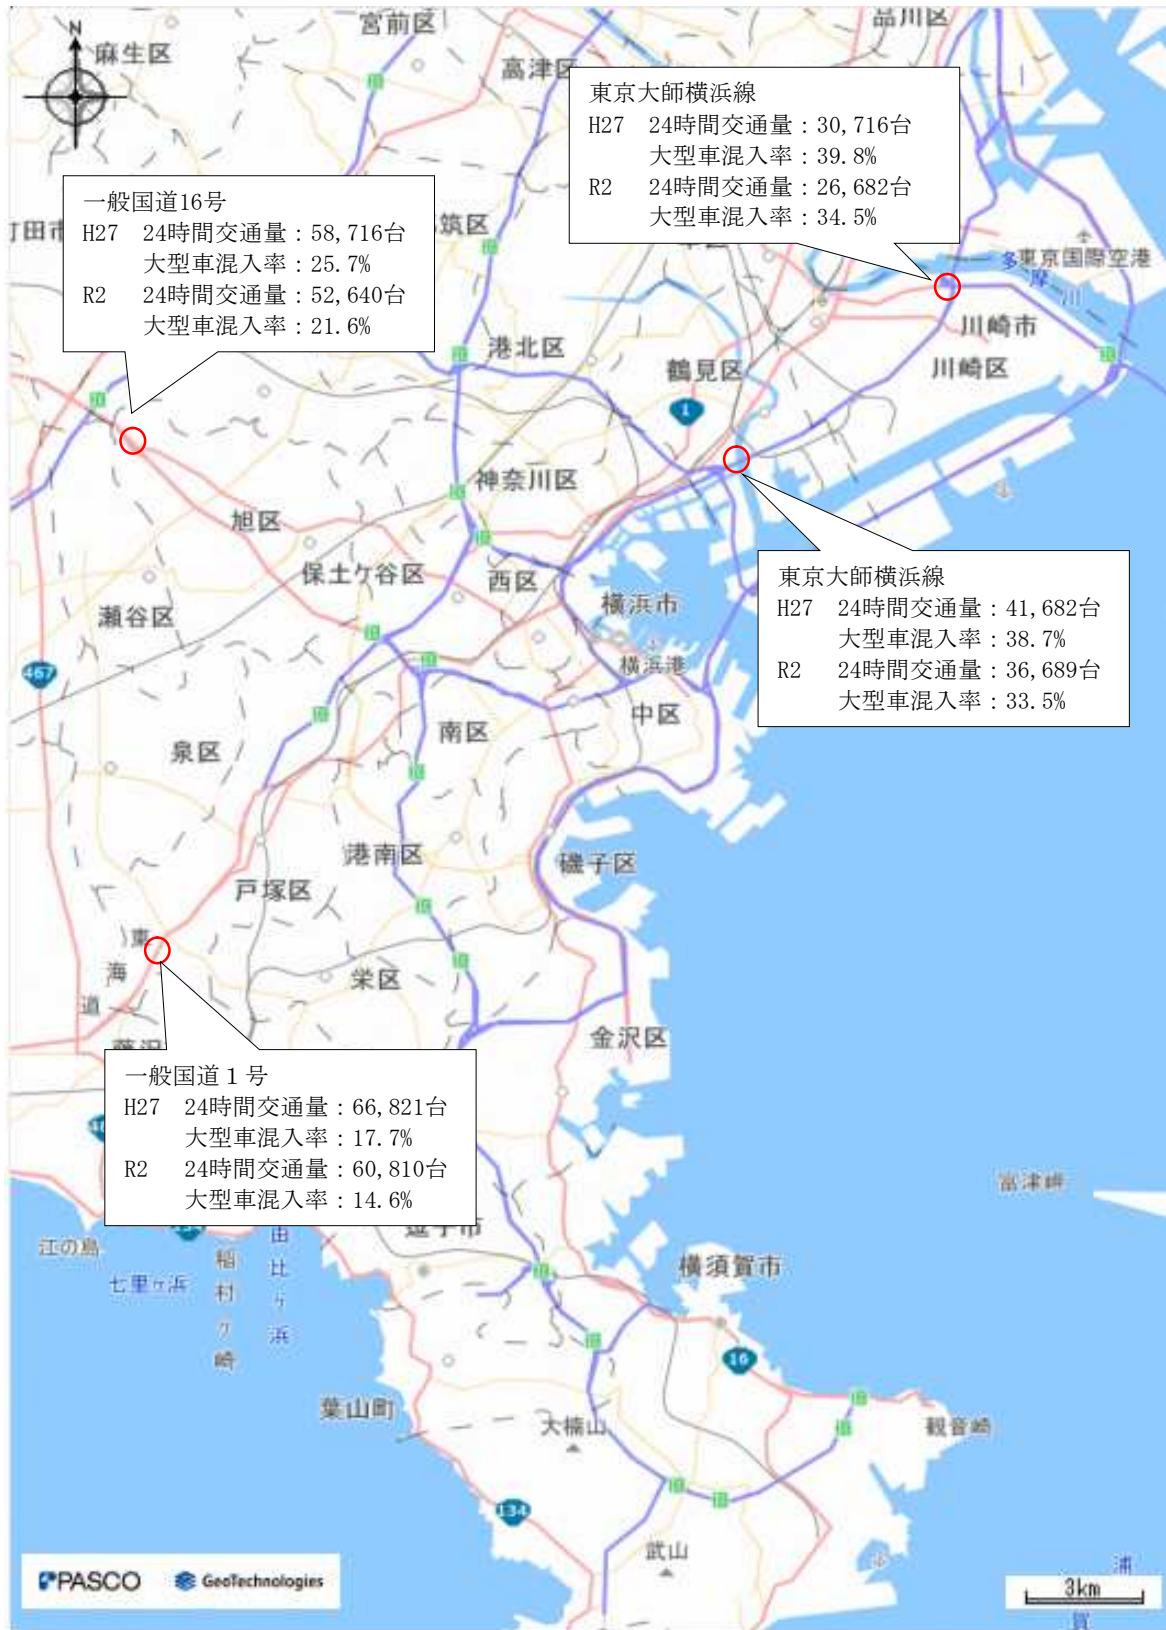 宮前区
品川区
N
麻生区
高津区
東京大師横浜線
H27 24時間交通量：30,716台
大型車混入率：39.8%
R2 24時間交通量：26,682台
大型車混入率：34.5%
一般国道16号
H27 24時間交通量：58,716台
大型車混入率：25.7%
R2 24時間交通量：52,640台
大型車混入率：21.6%
筑区
東京国際空港
多
摩
川
川崎市
川崎区
港北区
鶴見区
1
神奈川区
旭区
保土ケ谷区
西区
横浜市
瀬谷区
横浜港
467
中区
東京大師横浜線
H27 24時間交通量：41,682台
大型車混入率：38.7%
R2 24時間交通量：36,689台
大型車混入率：33.5%
南区
泉区
港南区
磯子区
戸塚区
東
海
道
栄区
金沢区
一般国道１号
H27 24時間交通量：66,821台
大型車混入率：17.7%
R2 24時間交通量：60,810台
大型車混入率：14.6%
富津岬
江の島
七里ヶ浜
稲
村
ヶ
崎
由
比
ヶ
浜
横須賀市
16
葉山町
大楠山
観音崎
134
武山
浦
賀
PASCO
GeoTechnologies
3km